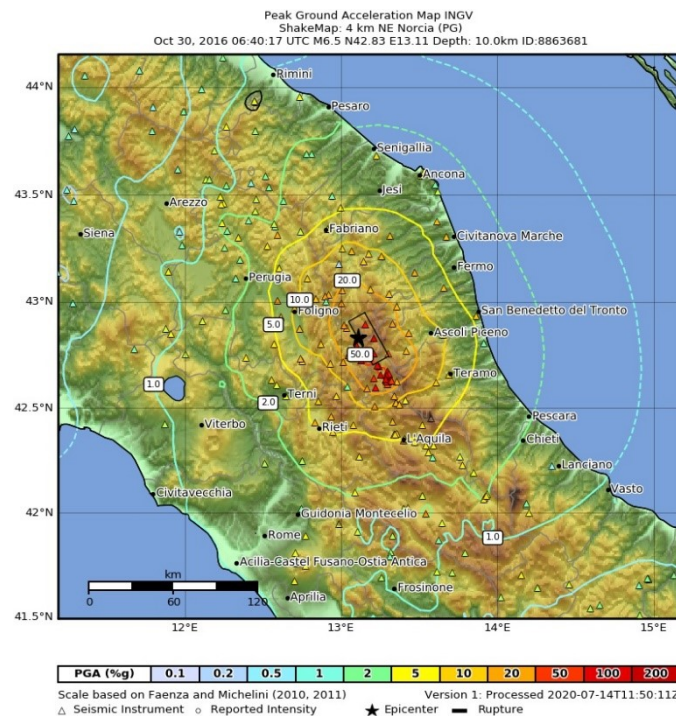 Peak Ground Acceleration Map INGV
ShakeMap: 4 km NE Norcia (PG)
Oct 30, 2016 06:40:17 UTC M6.5 N42.83 E13.11 Depth: 10.0km ID:8863681
44°N
Rimini
Pesaro
Senigallia
Ancona
Jesi
43.5°N
Arezzo
Siena
Fabriano
Civitanova Marche
Fermo
Perugia
20.0
43°N
10.0
Foligno
San Benedetto del Tronto
5.0
Ascoli Piceno
50.0
Teramo
1.0
2.0
Terni
42.5°N
Viterbo
Rieti
L'Aquila
Pescara
Chieti
Lanciano
Vasto
Civitavecchia
42°N
Guidonia Montecelio
Rome
1.0
Acilia-Castel Fusano-Ostia Antica
Frosinone
km
0 60 120
Aprilia
41.5°N
12°E 13°E 14°E 15°E
PGA (%g) 0.1 0.2 0.5 1 2 5 10 20 50 100 200
Scale based on Faenza and Michelini (2010, 2011) Version 1: Processed 2020-07-14T11:50:11Z
Seismic Instrument Reported Intensity Epicenter Rupture